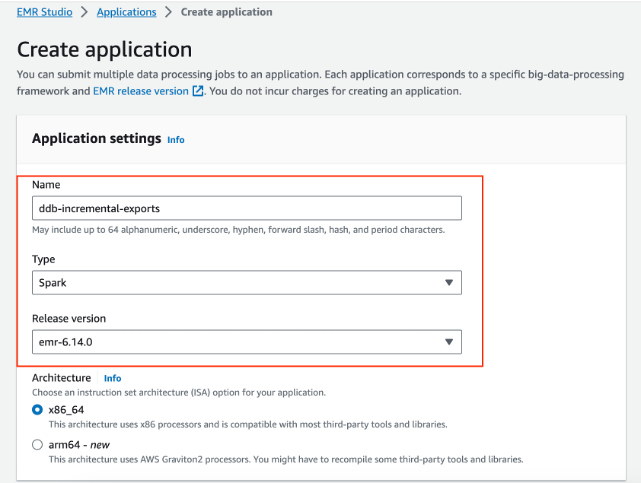 EMR Studio > Applications > Create application
Create application
You can submit multiple data processing jobs to an application. Each application corresponds to a specific big-data-processing
framework and EMR release version. You do not incur charges for creating an application.
Application settings Info
Name
ddb-incremental-exports
May include up to 64 alphanumeric, underscore, hyphen, forward slash, hash, and period characters.
Type
Spark
Release version
emr-6.14.0
Architecture Info
Choose an instruction set architecture (ISA) option for your application.
x86_64
This architecture uses x86 processors and is compatible with most third-party tools and libraries.
arm64 - new
This architecture uses AWS Graviton2 processors. You might have to recompile some third-party tools and libraries.